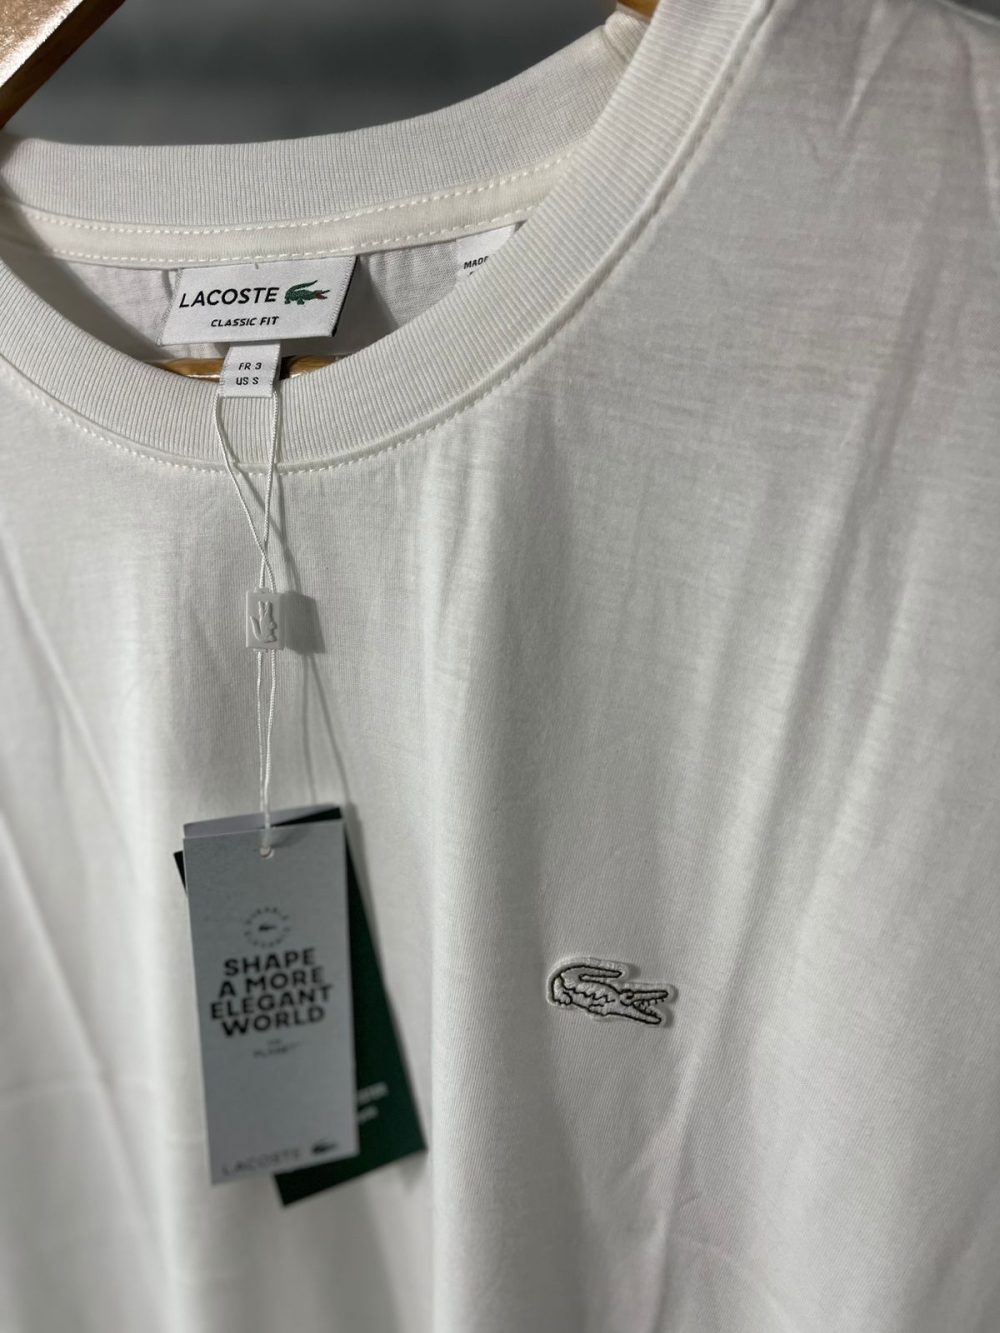 LACOSTE
CLASSIC FIT
FR 3
US S
MADE
SHAPE
A MORE
ELEGANT
WORLD
LACOSTE